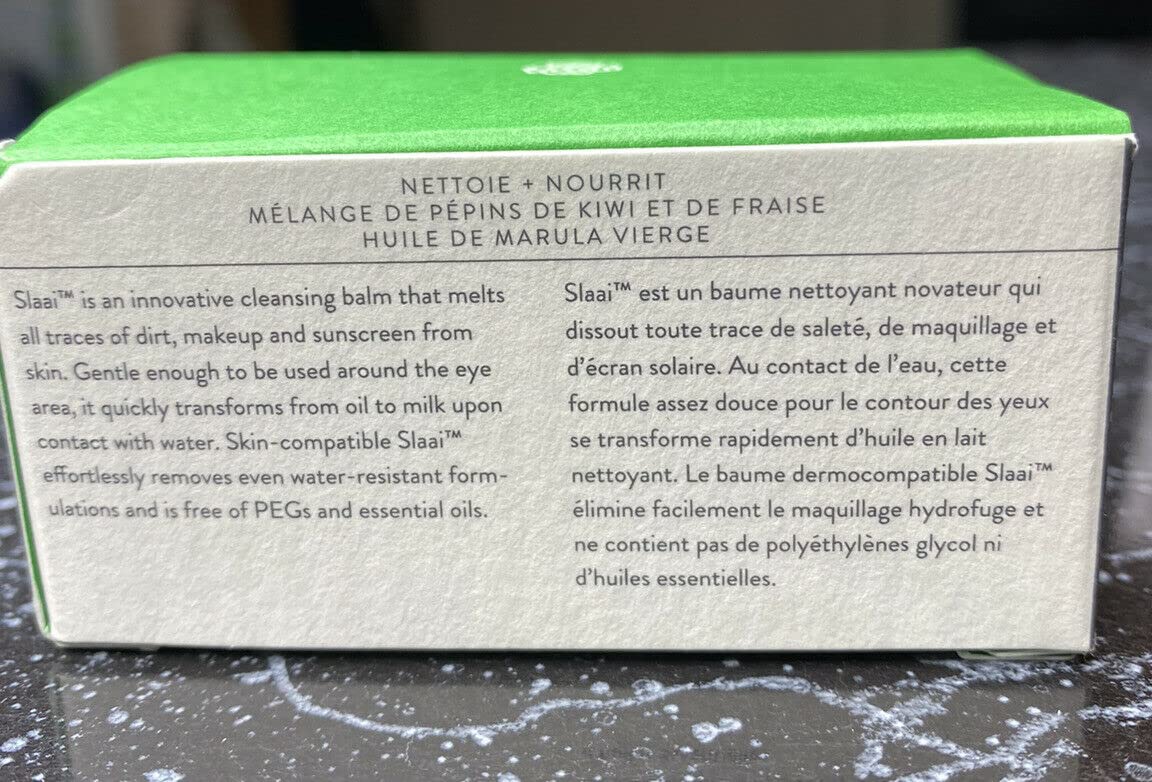 NETTOIE + NOURRIT
MÉLANGE DE PÉPINS DE KIWI ET DE FRAISE
HUILE DE MARULA VIERGE
Slaai™ is an innovative cleansing balm that melts
all traces of dirt, makeup and sunscreen from
skin. Gentle enough to be used around the eye
area, it quickly transforms from oil to milk upon
contact with water. Skin-compatible Slaai™
effortlessly removes even water-resistant form-
ulations and is free of PEGs and essential oils.
Slaai™ est un baume nettoyant novateur qui
dissout toute trace de saleté, de maquillage et
d'écran solaire. Au contact de l'eau, cette
formule assez douce pour le contour des yeux
se transforme rapidement d'huile en lait
nettoyant. Le baume dermocompatible Slaai™
élimine facilement le maquillage hydrofuge et
ne contient pas de polyéthylènes glycol ni
d'huiles essentielles.